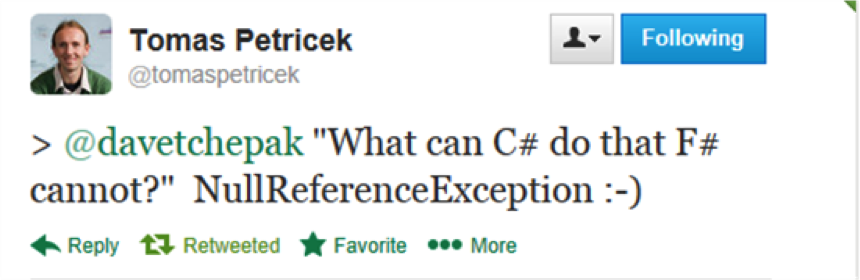 Tomas Petricek
@tomaspetricek
Following
> @davetchepak "What can C# do that F#
cannot?"  NullReferenceException :-)
Reply Retweeted Favorite More